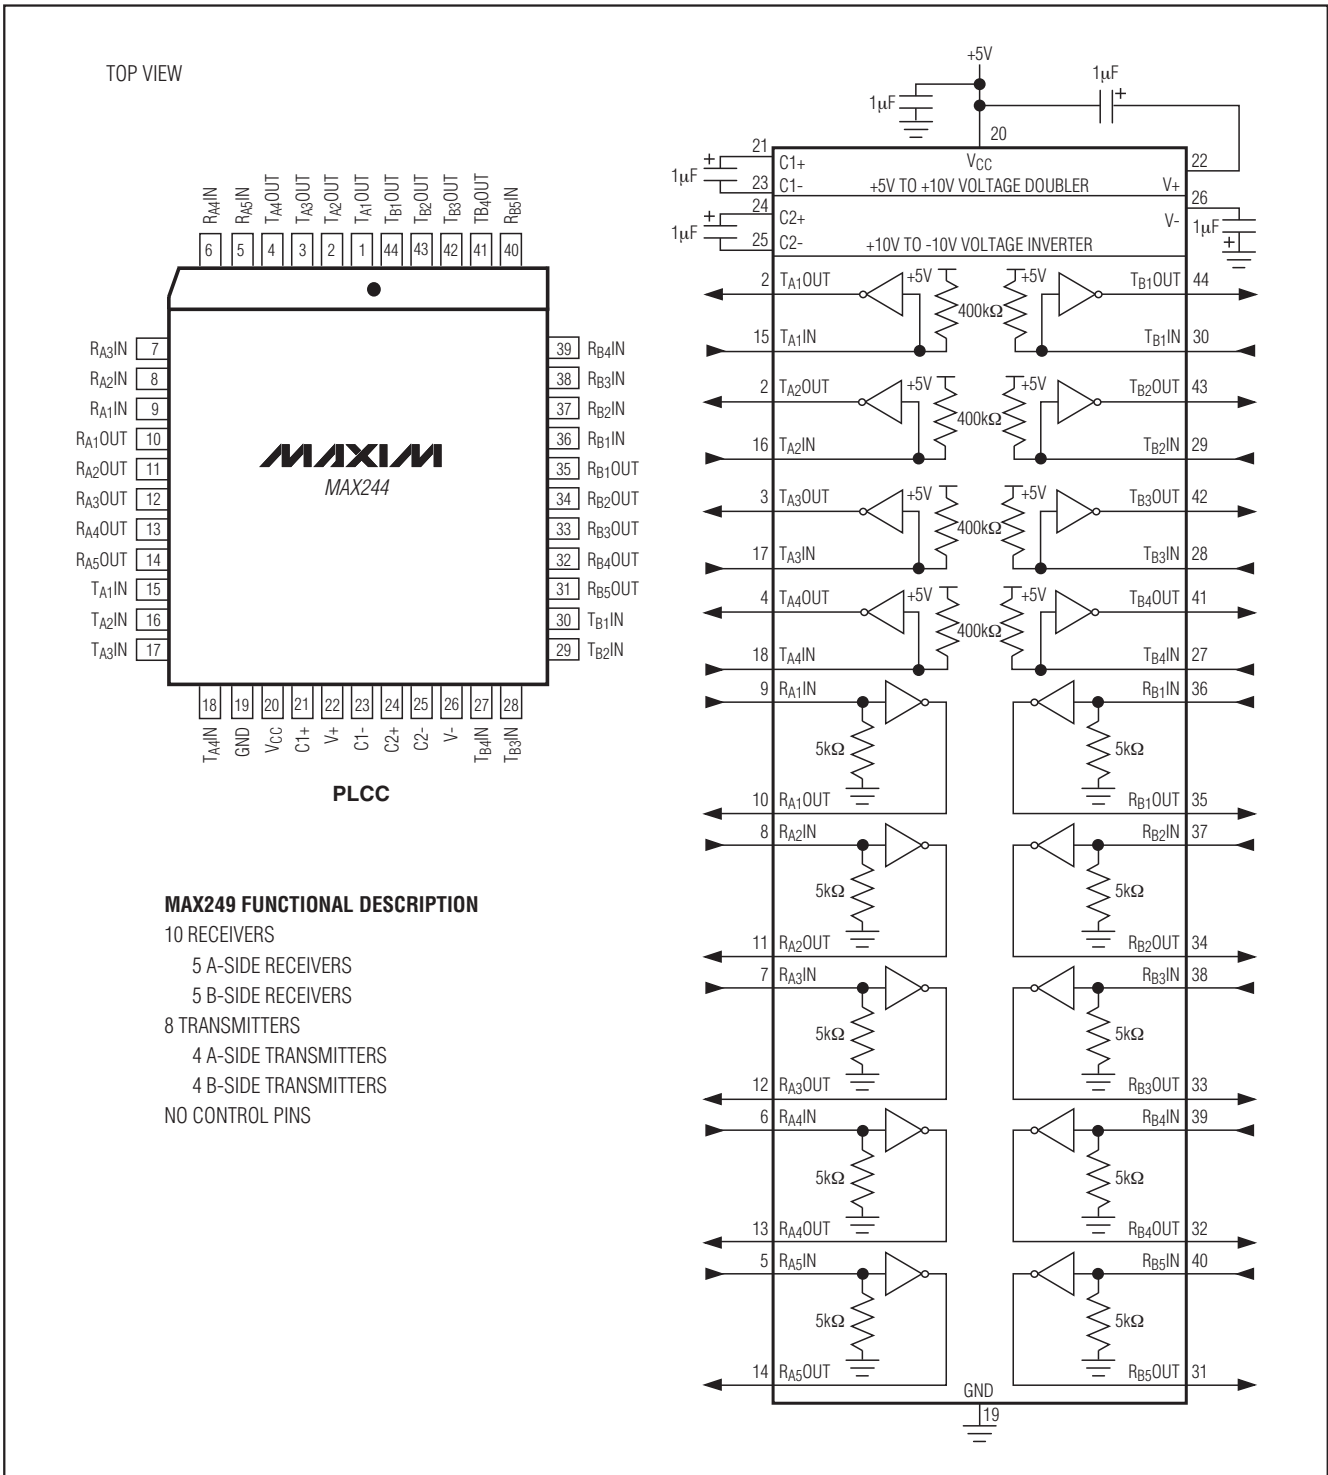 TOP VIEW
RA4IN
RA5IN
TA4OUT
TA3OUT
TA2OUT
TA1OUT
TB1OUT
TB2OUT
TB3OUT
TB4OUT
RB5IN
6 5 4 3 2 1 44 43 42 41 40
RA3IN 7
RA2IN 8
RA1IN 9
RA1OUT 10
RA2OUT 11
RA3OUT 12
RA4OUT 13
RA5OUT 14
TA1IN 15
TA2IN 16
TA3IN 17
MAXIM
MAX244
39 RB4IN
38 RB3IN
37 RB2IN
36 RB1IN
35 RB1OUT
34 RB2OUT
33 RB3OUT
32 RB4OUT
31 RB5OUT
30 TB1IN
29 TB2IN
18 19 20 21 22 23 24 25 26 27 28
TA4IN
GND
VCC
C1+
V+
C1-
C2+
C2-
V-
TB4IN
TB3IN
PLCC
MAX249 FUNCTIONAL DESCRIPTION
10 RECEIVERS
5 A-SIDE RECEIVERS
5 B-SIDE RECEIVERS
8 TRANSMITTERS
4 A-SIDE TRANSMITTERS
4 B-SIDE TRANSMITTERS
NO CONTROL PINS
+5V
1µF
1µF +
20
21 C1+ VCC 22
1µF +
23 C1- +5V TO +10V VOLTAGE DOUBLER V+
24 C2+ V- 26
1µF +
1µF +
25 C2- +10V TO -10V VOLTAGE INVERTER
2 TA1OUT +5V +5V TB1OUT 44
400kΩ
15 TA1IN TB1IN 30
2 TA2OUT +5V +5V TB2OUT 43
400kΩ
16 TA2IN TB2IN 29
3 TA3OUT +5V +5V TB3OUT 42
400kΩ
17 TA3IN TB3IN 28
4 TA4OUT +5V +5V TB4OUT 41
400kΩ
18 TA4IN TB4IN 27
9 RA1IN RB1IN 36
5kΩ 5kΩ
10 RA1OUT RB1OUT 35
8 RA2IN RB2IN 37
5kΩ 5kΩ
11 RA2OUT RB2OUT 34
7 RA3IN RB3IN 38
5kΩ 5kΩ
12 RA3OUT RB3OUT 33
6 RA4IN RB4IN 39
5kΩ 5kΩ
13 RA4OUT RB4OUT 32
5 RA5IN RB5IN 40
5kΩ 5kΩ
14 RA5OUT RB5OUT 31
GND
19